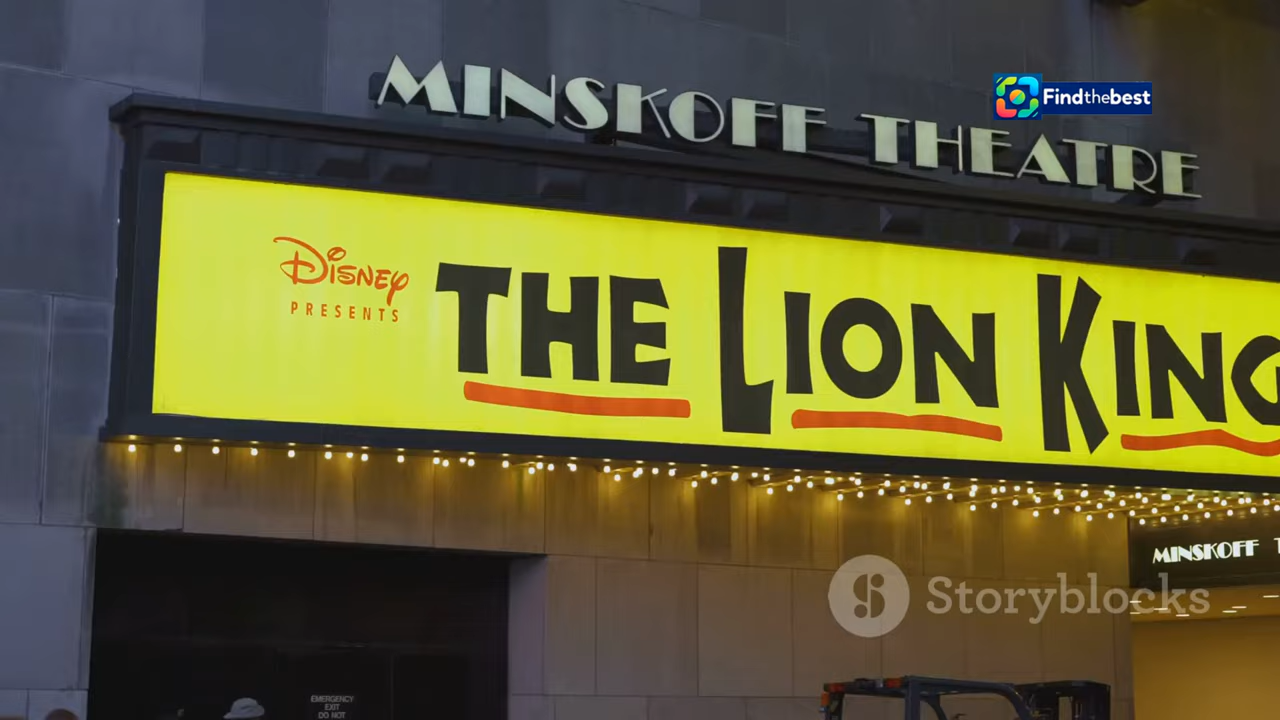 MINSKOFF THEATRE
Findthebest
DISNEY
PRESENTS
THE LION KING
MINSKOFF
Storyblocks
EMERGENCY
EXIT
DO NOT